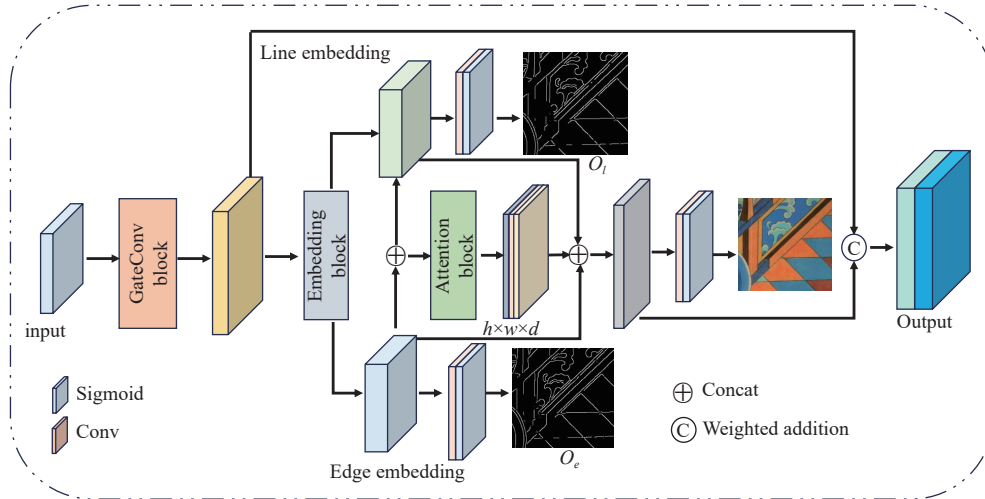 Line embedding
O_l
GateConv
block
Embedding
block
Attention
block
C
input
h×w×d
Output
Sigmoid
Conv
Concat
C Weighted addition
Edge embedding
O_e